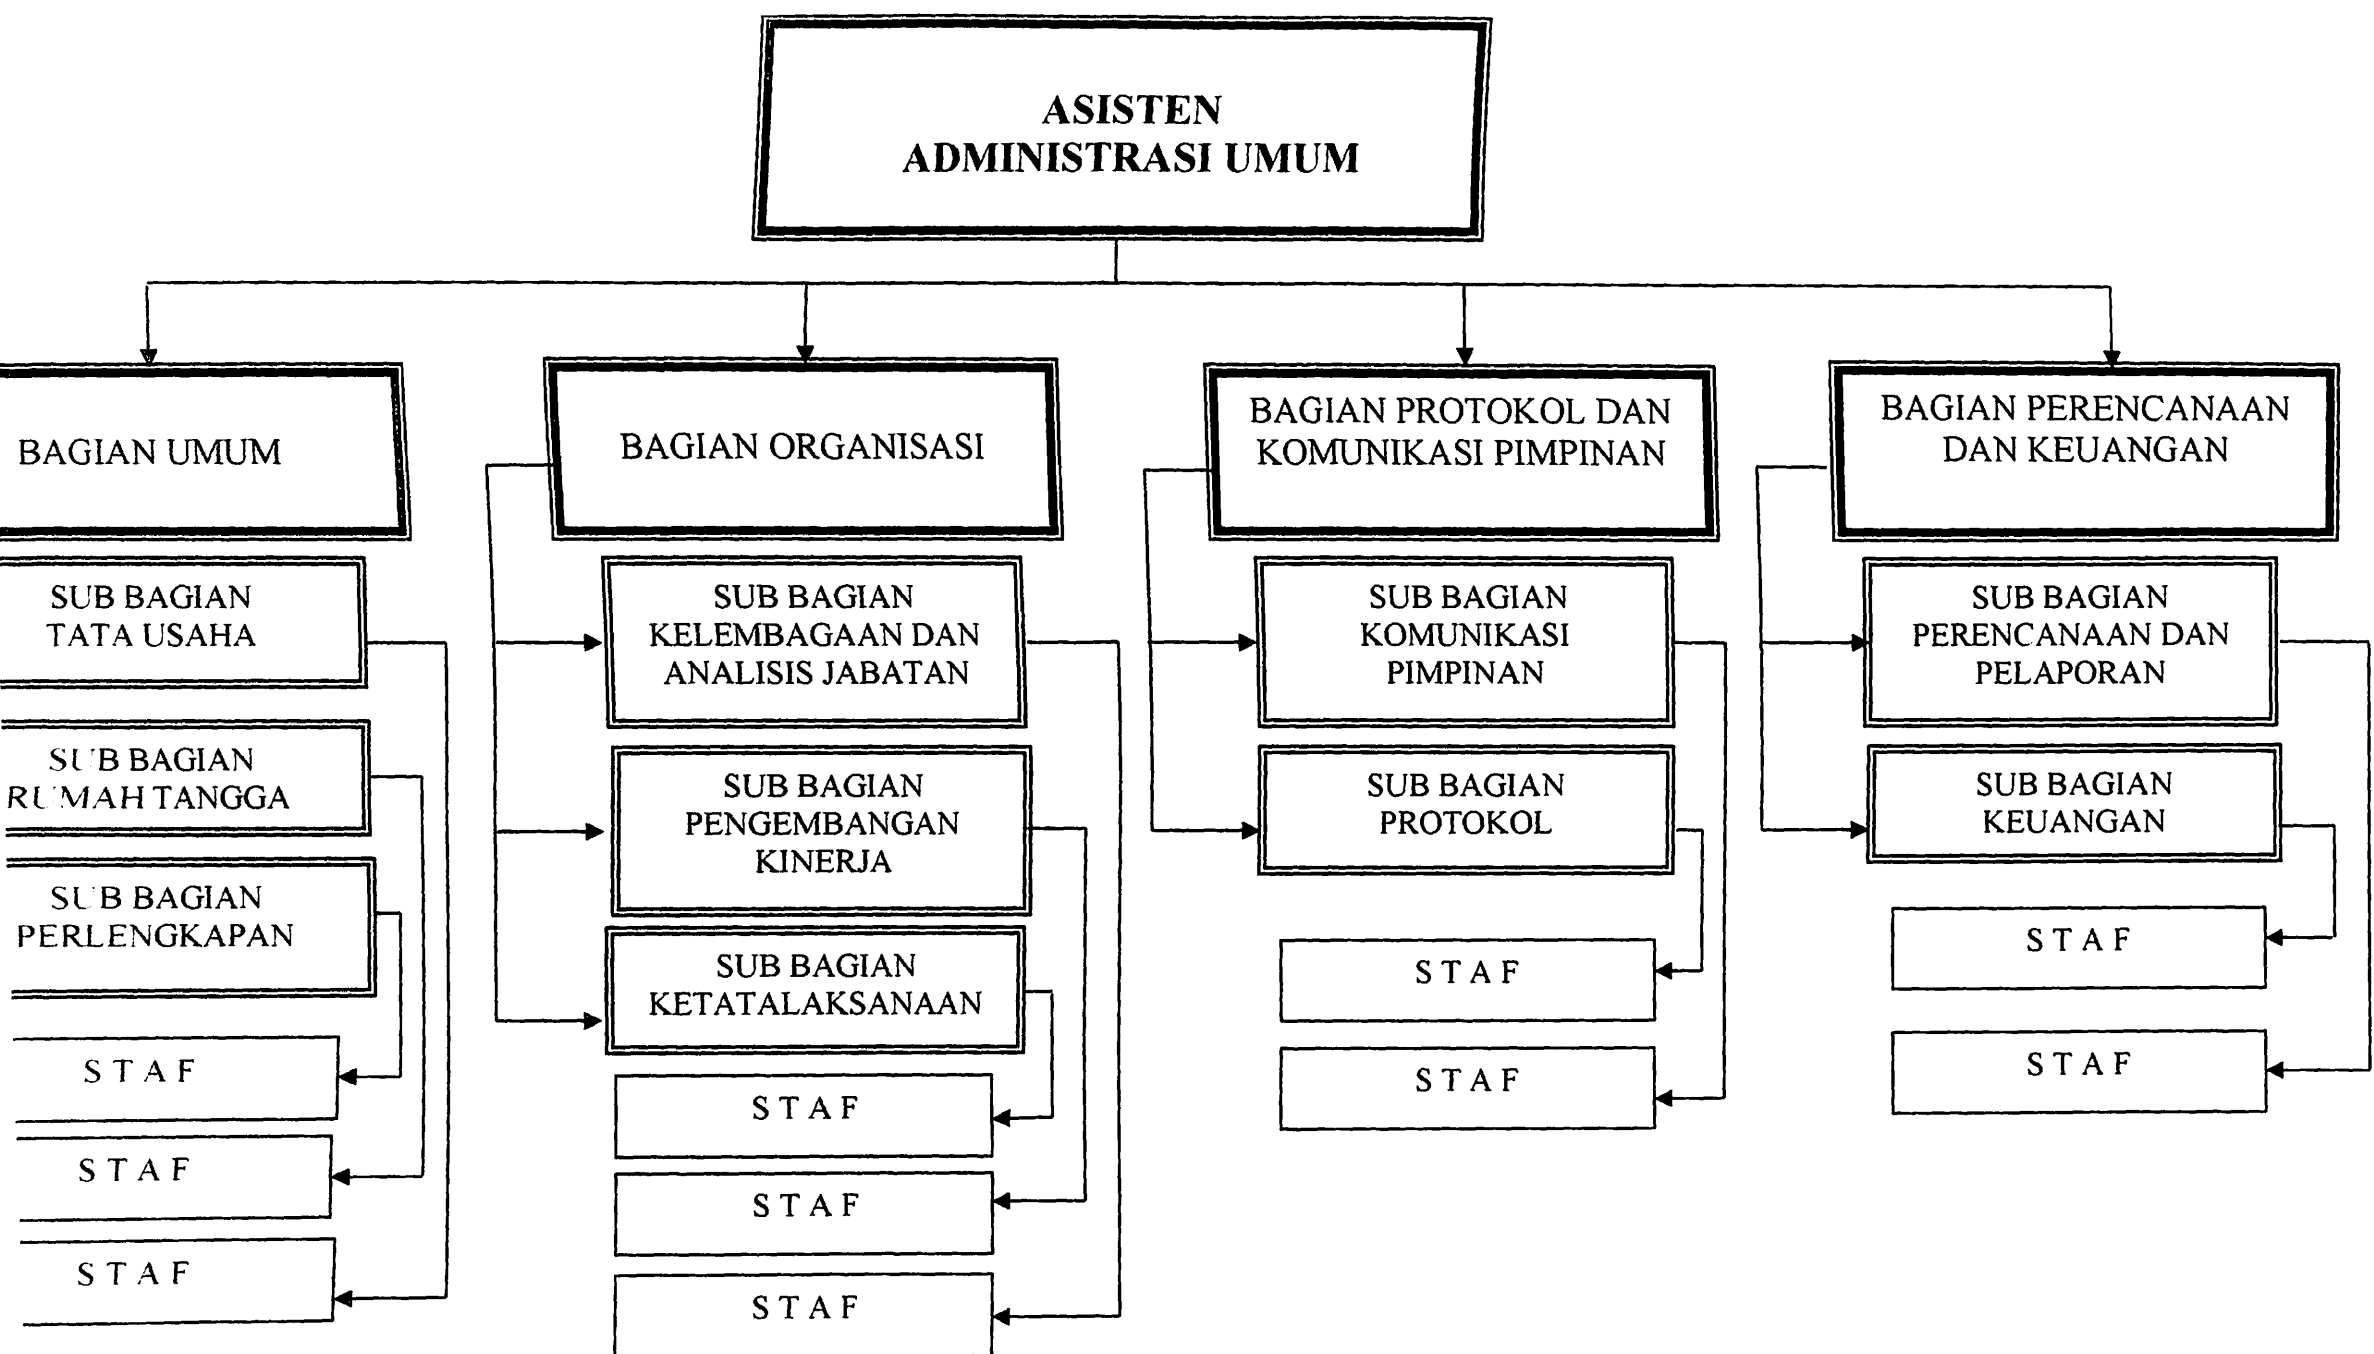 ASISTEN
ADMINISTRASI UMUM
BAGIAN UMUM
SUB BAGIAN
TATA USAHA
SUB BAGIAN
RUMAH TANGGA
SUB BAGIAN
PERLENGKAPAN
S T A F
S T A F
S T A F
BAGIAN ORGANISASI
SUB BAGIAN
KELEMBAGAAN DAN
ANALISIS JABATAN
SUB BAGIAN
PENGEMBANGAN
KINERJA
SUB BAGIAN
KETATALAKSANAAN
S T A F
S T A F
S T A F
BAGIAN PROTOKOL DAN
KOMUNIKASI PIMPINAN
SUB BAGIAN
KOMUNIKASI
PIMPINAN
SUB BAGIAN
PROTOKOL
S T A F
S T A F
BAGIAN PERENCANAAN
DAN KEUANGAN
SUB BAGIAN
PERENCANAAN DAN
PELAPORAN
SUB BAGIAN
KEUANGAN
S T A F
S T A F